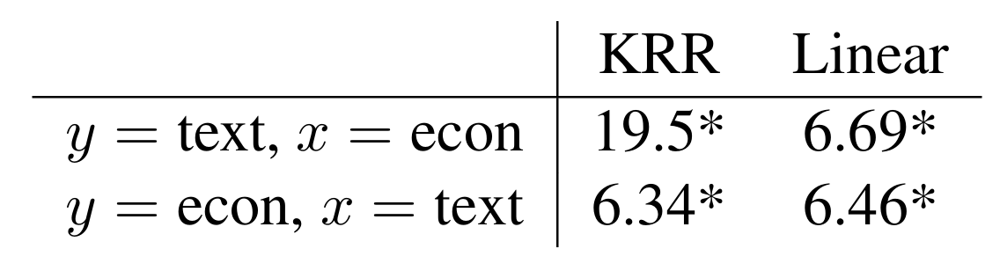 KRR Linear
y = text, x = econ 19.5* 6.69*
y = econ, x = text 6.34* 6.46*